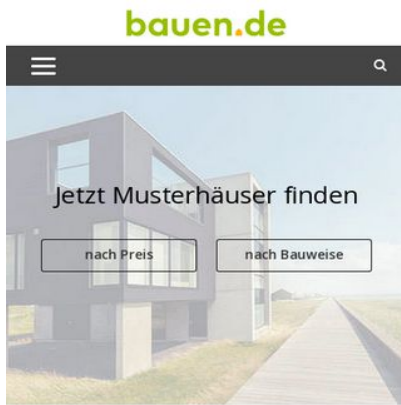 bauen.de
Jetzt Musterhäuser finden
nach Preis
nach Bauweise